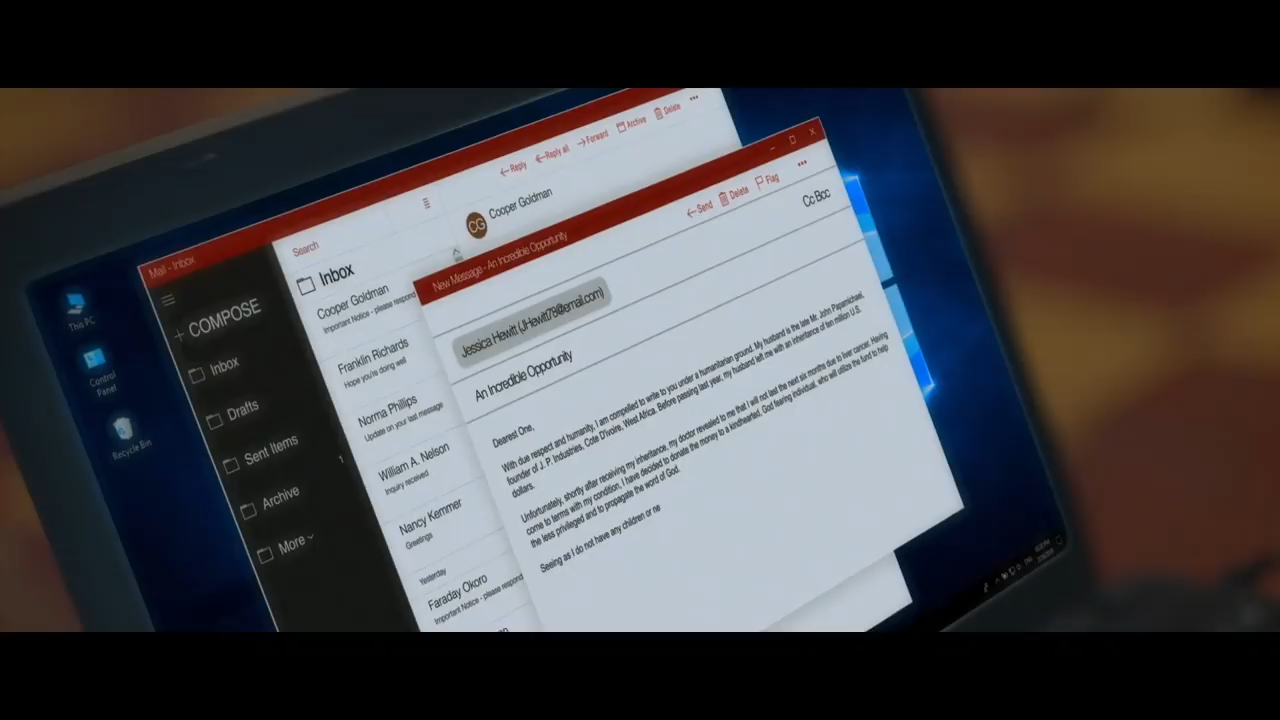 This PC
Control
Panel
Recycle Bin
Mail - Inbox
COMPOSE
Inbox
Drafts
Sent Items
1
Archive
More
Search
Inbox
Cooper Goldman
Important Notice - please respond
Franklin Richards
Hope you're doing well
Norma Phillips
Update on your last message
William A. Nelson
Inquiry received
Nancy Kemmer
Greetings
Yesterday
Faraday Okoro
Important Notice - please respond
Reply
Reply all
Forward
Archive
Delete
CG
Cooper Goldman
New Message - An Incredible Opportunity
Send
Delete
Flag
Cc Bcc
Jessica Hewitt (JHewitt78@email.com)
An Incredible Opportunity
Dearest One,
With due respect and humanity, I am compelled to write to you under a humanitarian ground. My husband is the late Mr. John Papamichael,
founder of J. P. Industries, Cote D'ivoire, West Africa. Before passing last year, my husband left me with an inheritance of ten million U.S.
dollars.
Unfortunately, shortly after receiving my inheritance, my doctor revealed to me that I will not last the next six months due to liver cancer. Having
come to terms with my condition, I have decided to donate the money to a kindhearted, God fearing individual, who will utilize the fund to help
the less privileged and to propagate the word of God.
Seeing as I do not have any children or ne
ENG